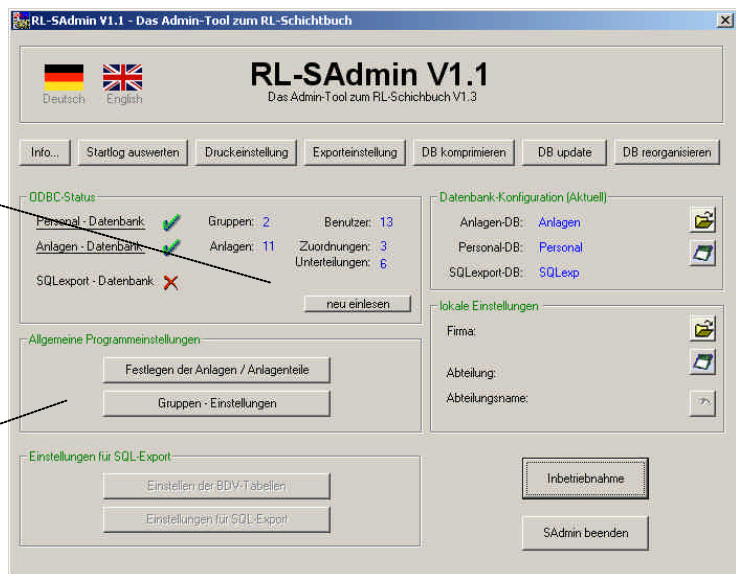 RL-SAdmin V1.1 - Das Admin-Tool zum RL-Schichtbuch
RL-SAdmin V1.1
Das Admin-Tool zum RL-Schichbuch V1.3
Deutsch English
Info... Startlog auswerten Druckeinstellung Exporteinstellung DB komprimieren DB update DB reorganisieren
ODBC-Status
Personal - Datenbank Gruppen: 2 Benutzer: 13
Anlagen - Datenbank Anlagen: 11 Zuordnungen: 3
Unterteilungen: 6
SQLexport - Datenbank
neu einlesen
Datenbank-Konfiguration (Aktuell)
Anlagen-DB: Anlagen
Personal-DB: Personal
SQLexport-DB: SQLexp
lokale Einstellungen
Firma:
Abteilung:
Abteilungsname:
Allgemeine Programmeinstellungen
Festlegen der Anlagen / Anlagenteile
Gruppen - Einstellungen
Einstellungen für SQL-Export
Einstellen der BDV-Tabellen
Einstellungen für SQL-Export
Inbetriebnahme
SAdmin beenden